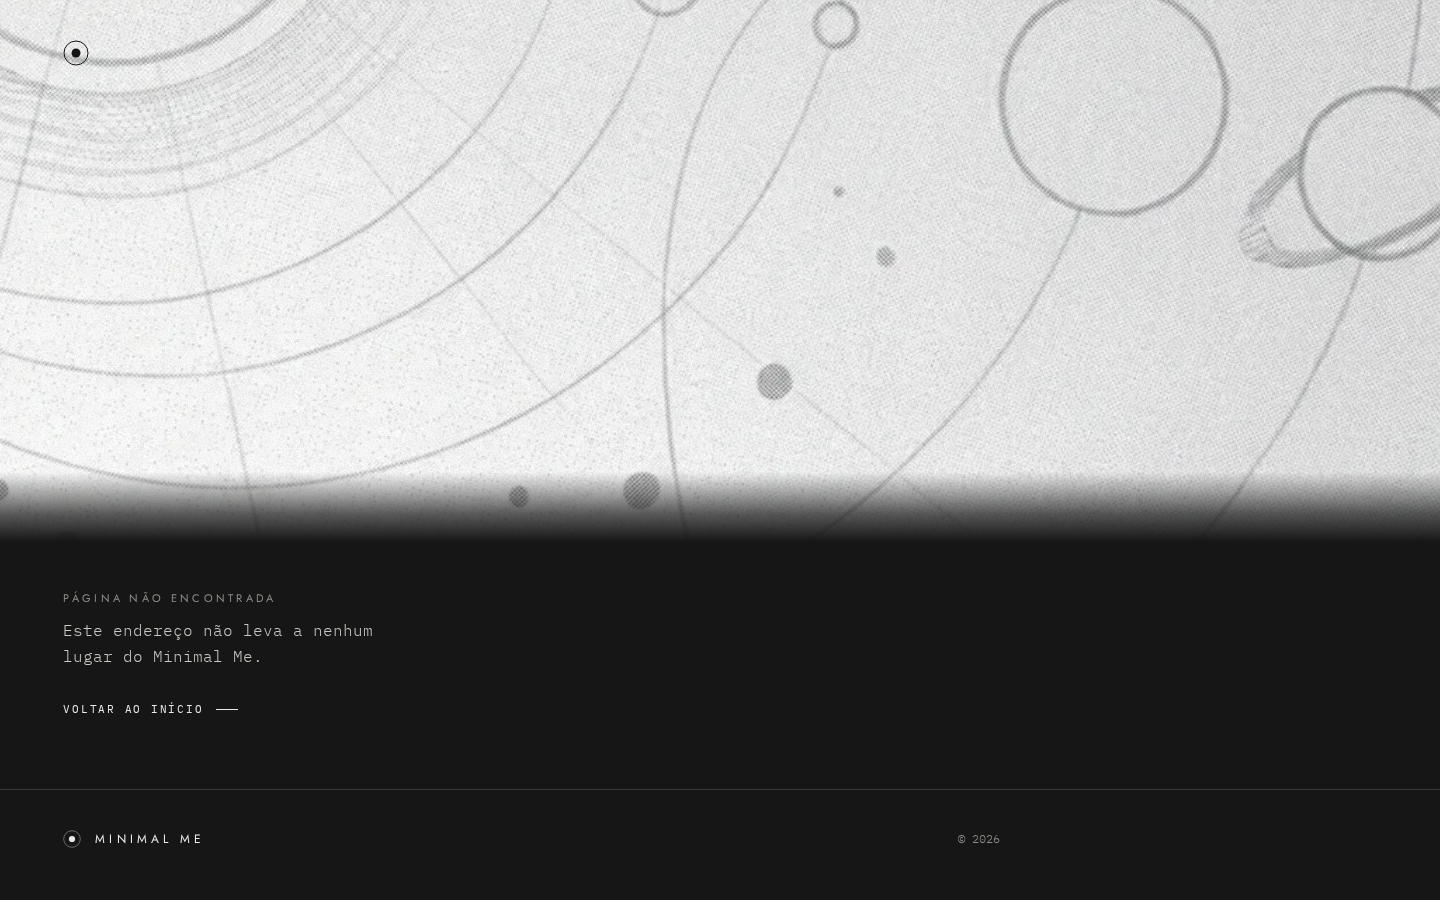 PÁGINA NÃO ENCONTRADA
Este endereço não leva a nenhum
lugar do Minimal Me.
VOLTAR AO INÍCIO
MINIMAL ME
© 2026